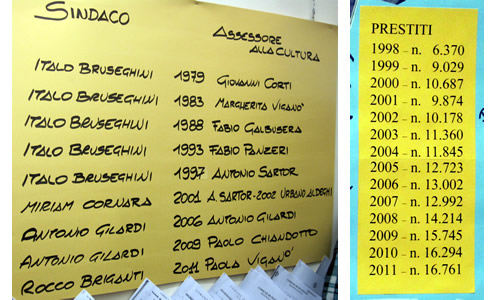 SINDACO
ASSESSORE
ALLA CULTURA
ITALO BRUSEGHINI 1979 GIOVANNI CORTI
ITALO BRUSEGHINI 1983 MARGHERITA VIGANO'
ITALO BRUSEGHINI 1988 FABIO GALBUSERA
ITALO BRUSEGHINI 1993 FABIO PANZERI
ITALO BRUSEGHINI 1997 ANTONIO SARTOR
MIRIAM CORNARA 2001 A.SARTOR-2002 URBANO ALDEGHI
ANTONIO GILARDI 2006 ANTONIO GILARDI
ANTONIO GILARDI 2009 PAOLO CHIANDOTTO
ROCCO BRIGANTI 2011 PAOLA VIGANO'
PRESTITI
1998 – n. 6.370
1999 – n. 9.029
2000 – n. 10.687
2001 – n. 9.874
2002 – n. 10.178
2003 – n. 11.360
2004 – n. 11.845
2005 – n. 12.723
2006 – n. 13.002
2007 – n. 12.992
2008 – n. 14.214
2009 – n. 15.745
2010 – n. 16.294
2011 – n. 16.761